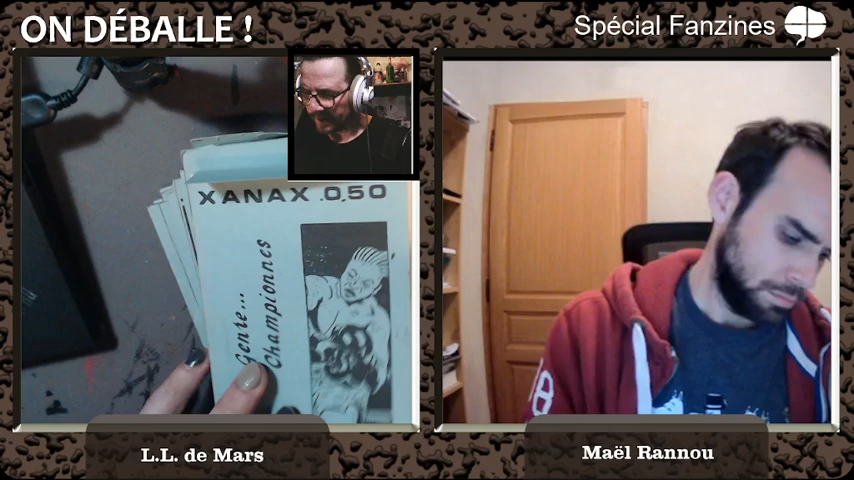 ON DÉBALLE !
Spécial Fanzines
XANAX .0,50
Genre...
Championnes
L.L. de Mars
Maël Rannou